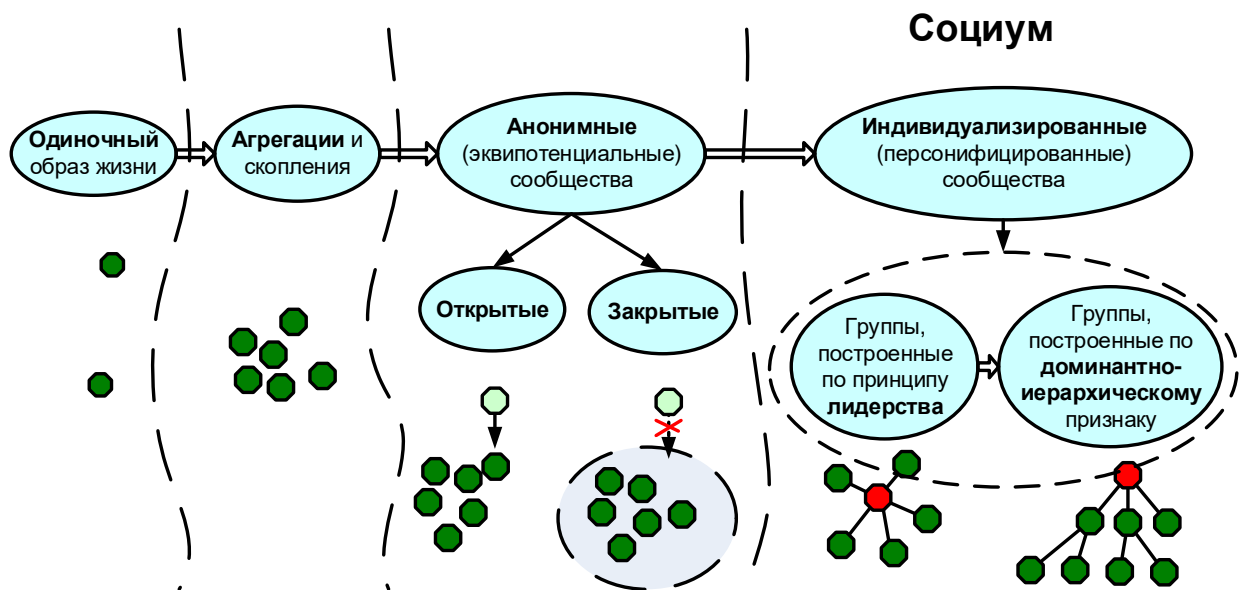 Социум
Одиночный
образ жизни
Агрегации и
скопления
Анонимные
(эквипотенциальные)
сообщества
Индивидуализированные
(персонифицированные)
сообщества
Открытые
Закрытые
Группы,
построенные
по принципу
лидерства
Группы,
построенные по
доминантно-
иерархическому
признаку